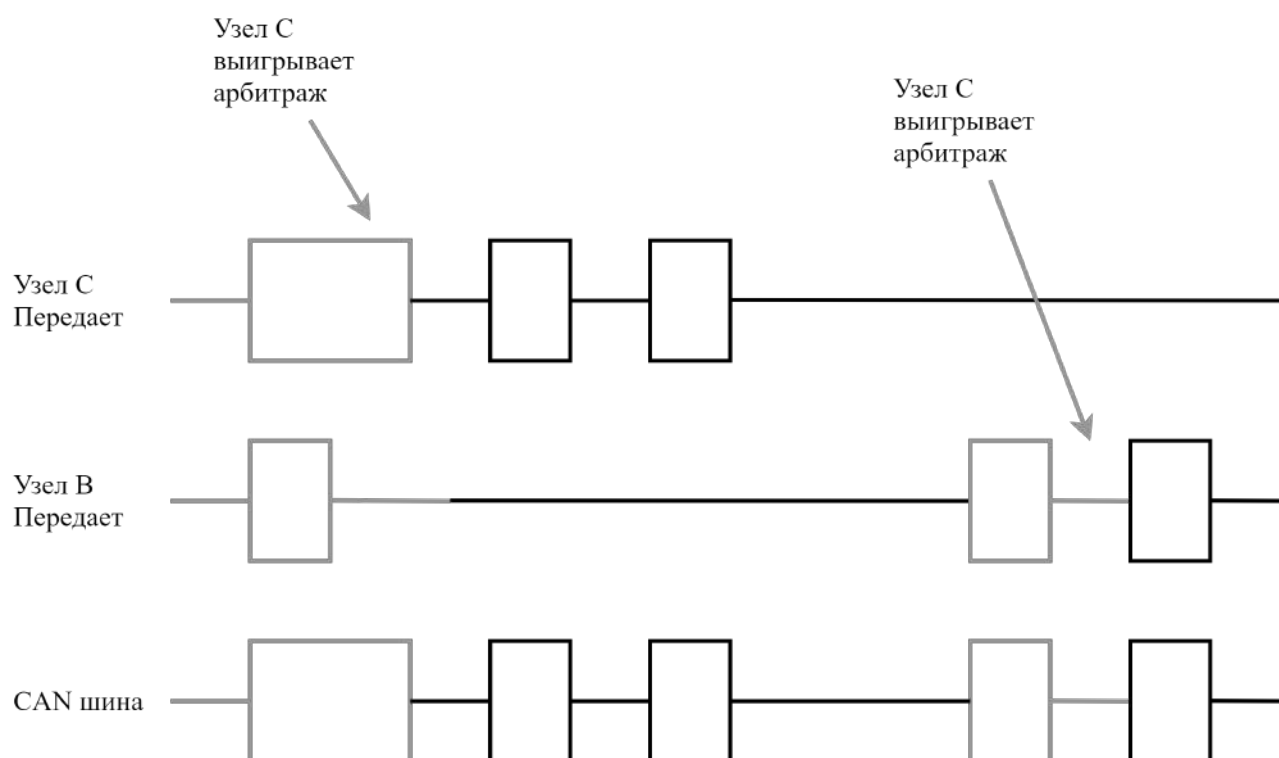 Узел C
выигрывает
арбитраж
Узел C
выигрывает
арбитраж
Узел C
Передает
Узел B
Передает
CAN шина